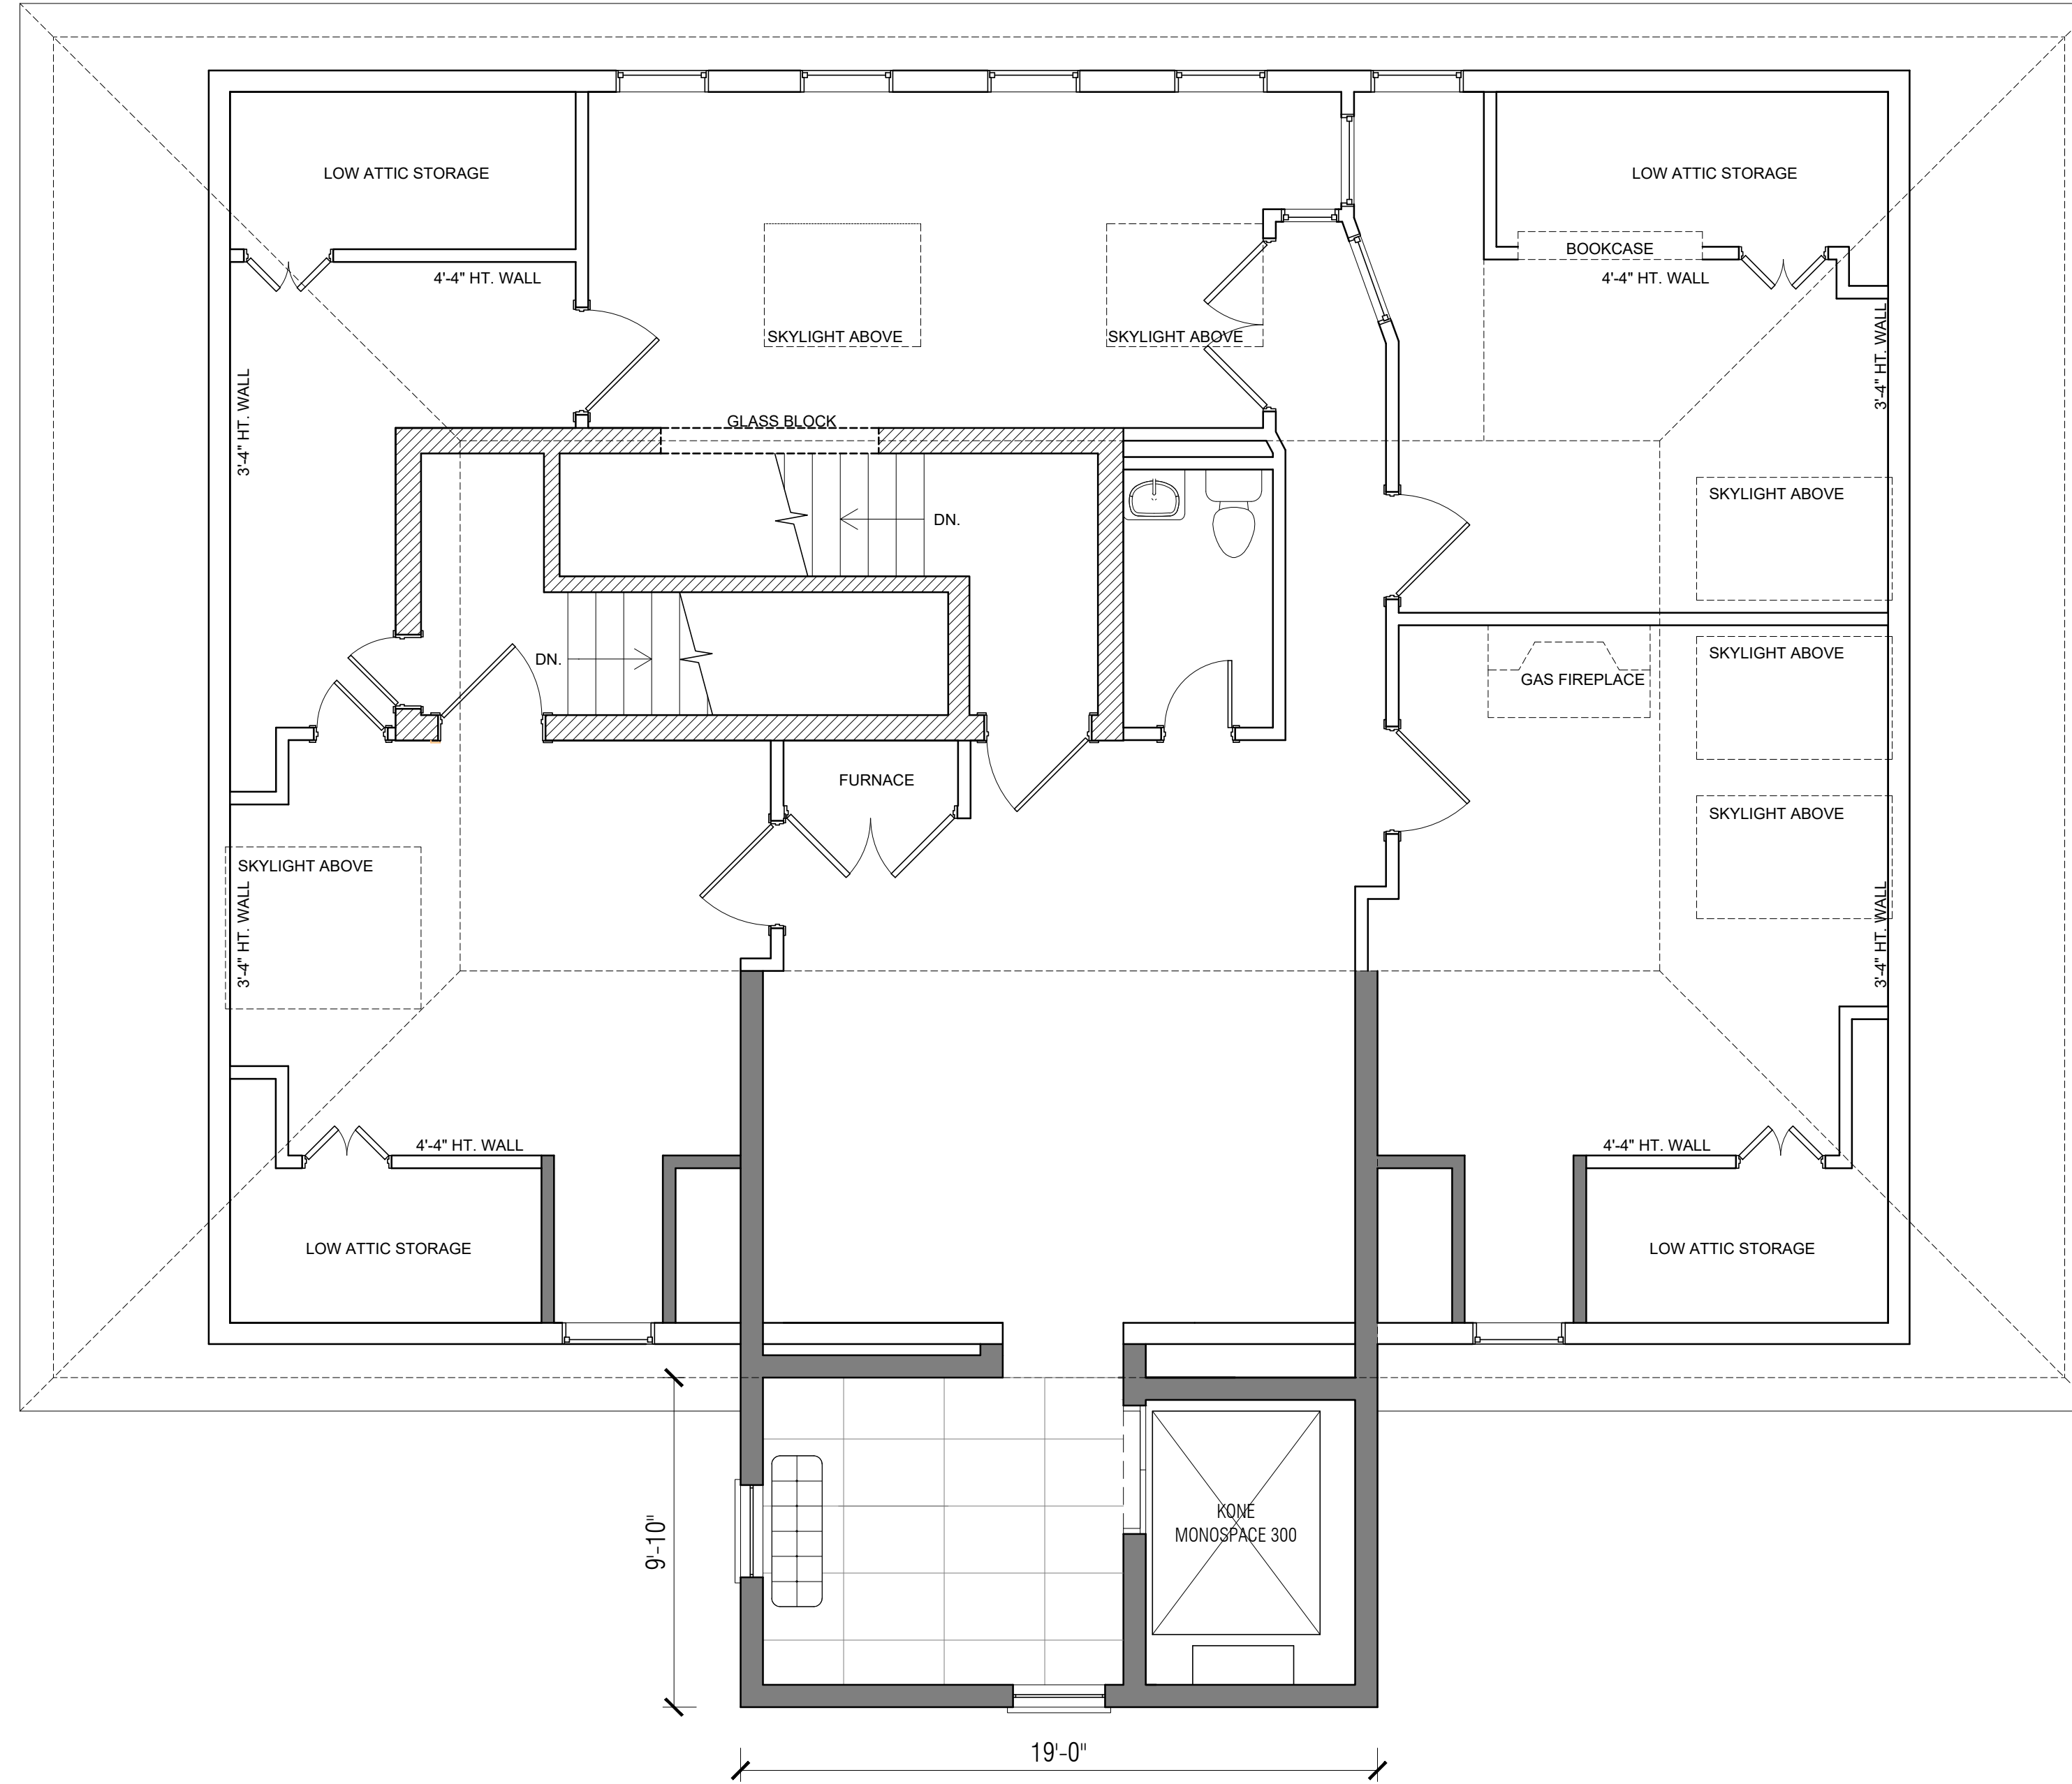 LOW ATTIC STORAGE
LOW ATTIC STORAGE
BOOKCASE
4'-4" HT. WALL
4'-4" HT. WALL
SKYLIGHT ABOVE
SKYLIGHT ABOVE
3'-4" HT. WALL
3'-4" HT. WALL
GLASS BLOCK
SKYLIGHT ABOVE
DN.
DN.
SKYLIGHT ABOVE
GAS FIREPLACE
FURNACE
SKYLIGHT ABOVE
SKYLIGHT ABOVE
3'-4" HT. WALL
3'-4" HT. WALL
4'-4" HT. WALL
4'-4" HT. WALL
LOW ATTIC STORAGE
LOW ATTIC STORAGE
KONE
MONOSPACE 300
9'-10"
19'-0"